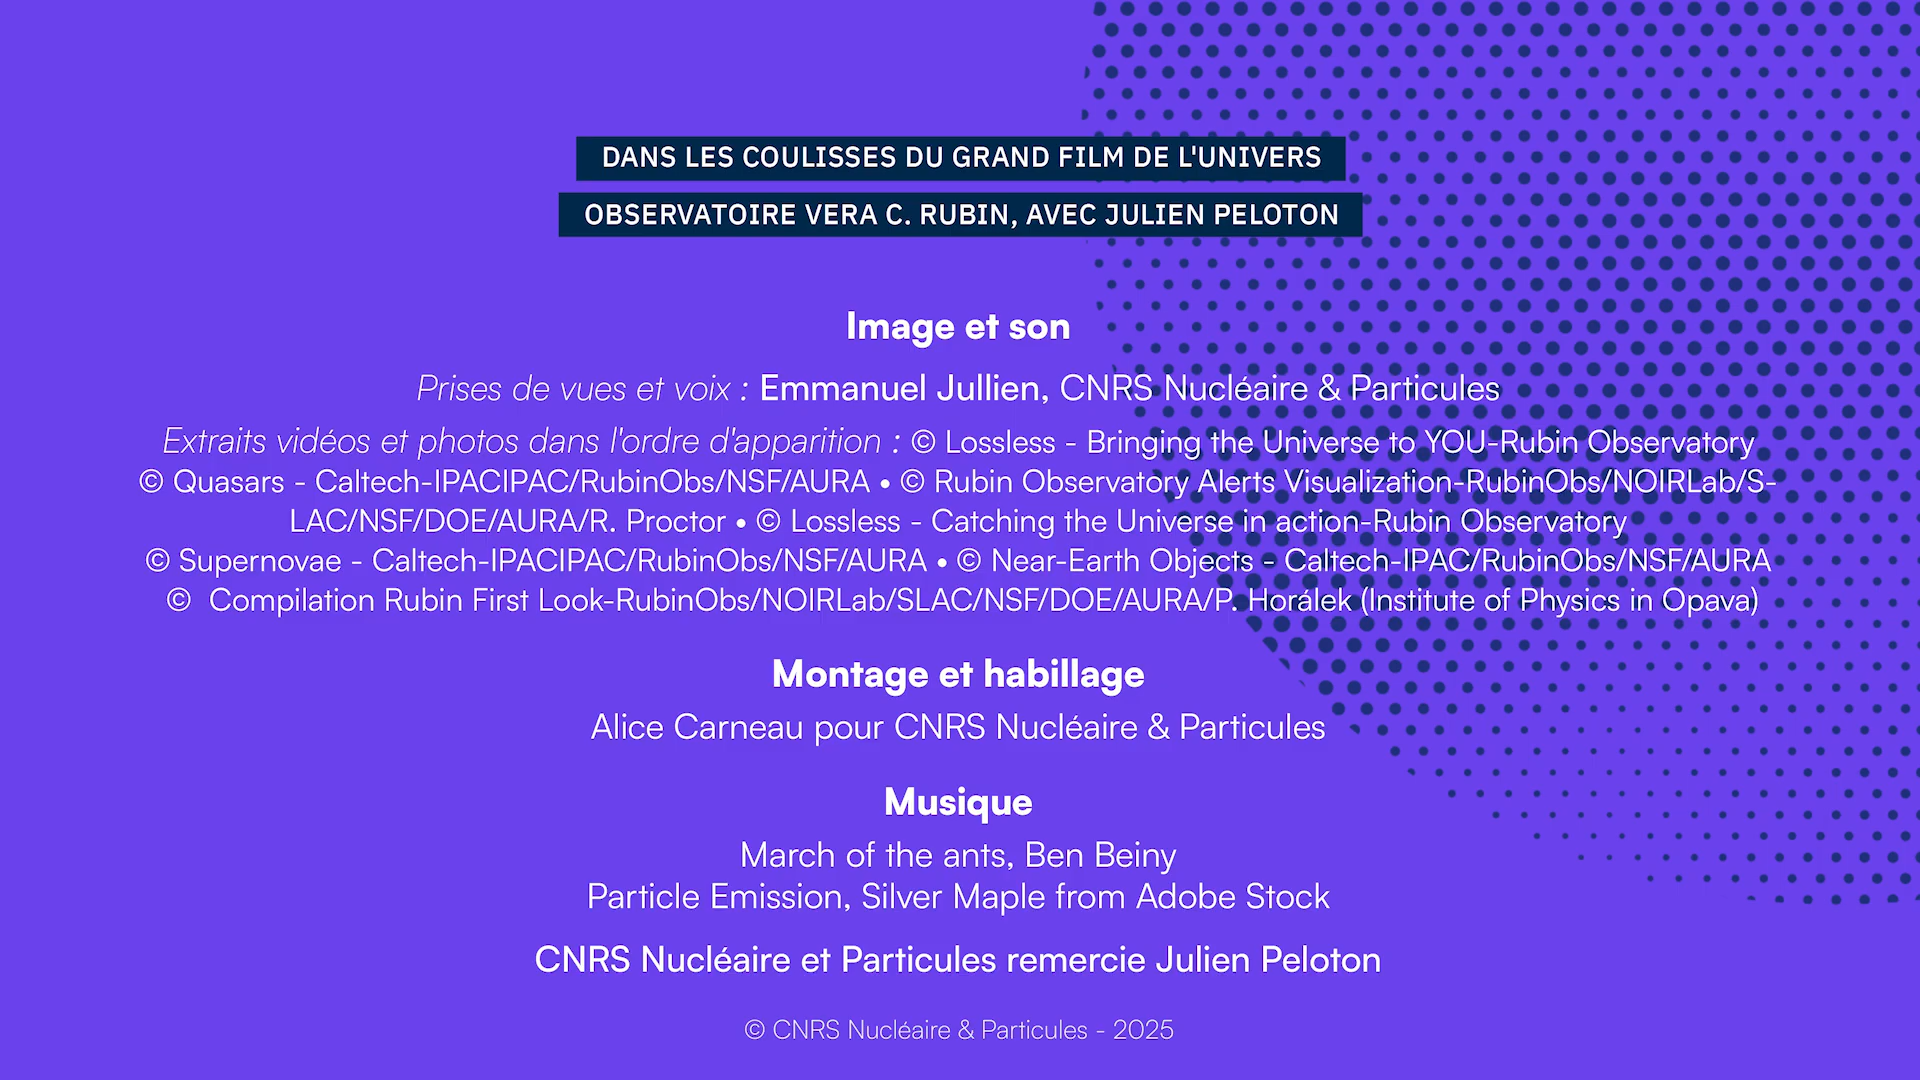 DANS LES COULISSES DU GRAND FILM DE L'UNIVERS
OBSERVATOIRE VERA C. RUBIN, AVEC JULIEN PELOTON
Image et son
Prises de vues et voix : Emmanuel Jullien, CNRS Nucléaire & Particules
Extraits vidéos et photos dans l'ordre d'apparition : © Lossless - Bringing the Universe to YOU-Rubin Observatory
© Quasars - Caltech-IPACIPAC/RubinObs/NSF/AURA • © Rubin Observatory Alerts Visualization-RubinObs/NOIRLab/S-
LAC/NSF/DOE/AURA/R. Proctor • © Lossless - Catching the Universe in action-Rubin Observatory
© Supernovae - Caltech-IPACIPAC/RubinObs/NSF/AURA • © Near-Earth Objects - Caltech-IPAC/RubinObs/NSF/AURA
© Compilation Rubin First Look-RubinObs/NOIRLab/SLAC/NSF/DOE/AURA/P. Horálek (Institute of Physics in Opava)
Montage et habillage
Alice Carneau pour CNRS Nucléaire & Particules
Musique
March of the ants, Ben Beiny
Particle Emission, Silver Maple from Adobe Stock
CNRS Nucléaire et Particules remercie Julien Peloton
© CNRS Nucléaire & Particules - 2025